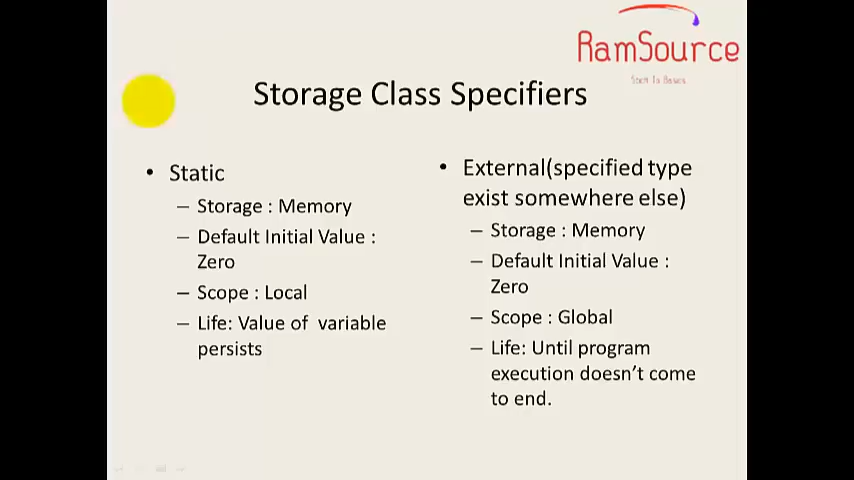 RamSource
Storage Class Specifiers
• Static
– Storage : Memory
– Default Initial Value :
Zero
– Scope : Local
– Life: Value of variable
persists
• External(specified type
exist somewhere else)
– Storage : Memory
– Default Initial Value :
Zero
– Scope : Global
– Life: Until program
execution doesn't come
to end.